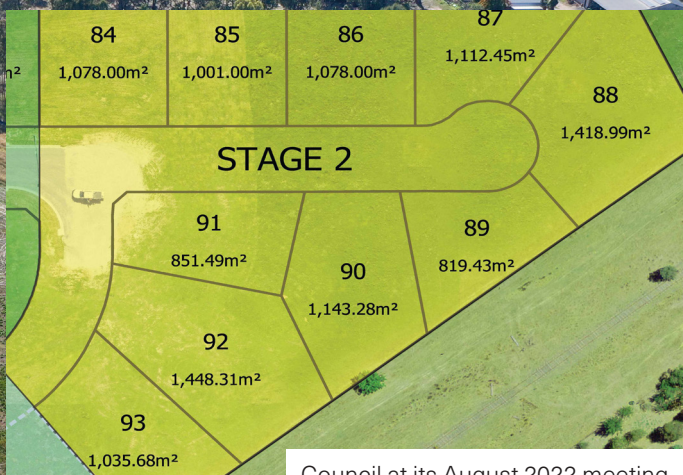 84
85
86
87
m²
1,078.00m²
1,001.00m²
1,078.00m²
1,112.45m²
88
1,418.99m²
STAGE 2
91
851.49m²
90
1,143.28m²
89
819.43m²
92
1,448.31m²
93
1,035.68m²
Council at its August 2022 meeting